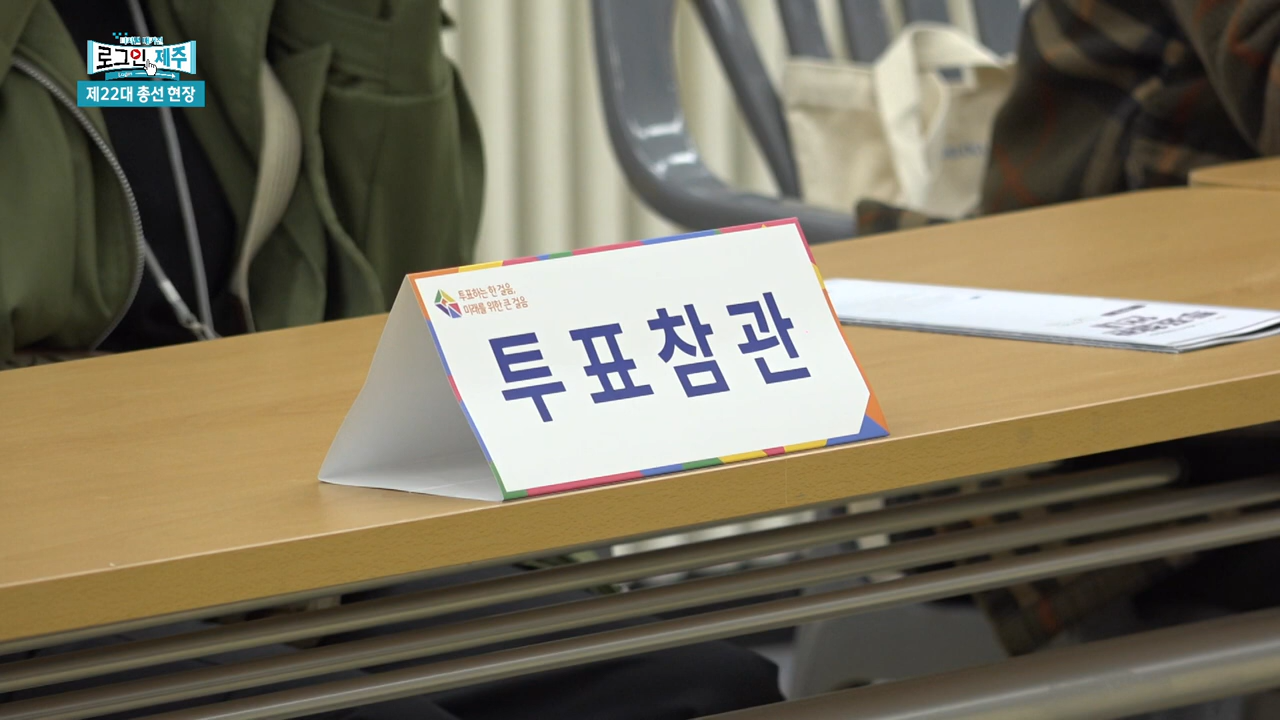 로그인 제주
제22대 총선 현장
투표하는 한 걸음,
미래를 위한 큰 걸음
투표참관